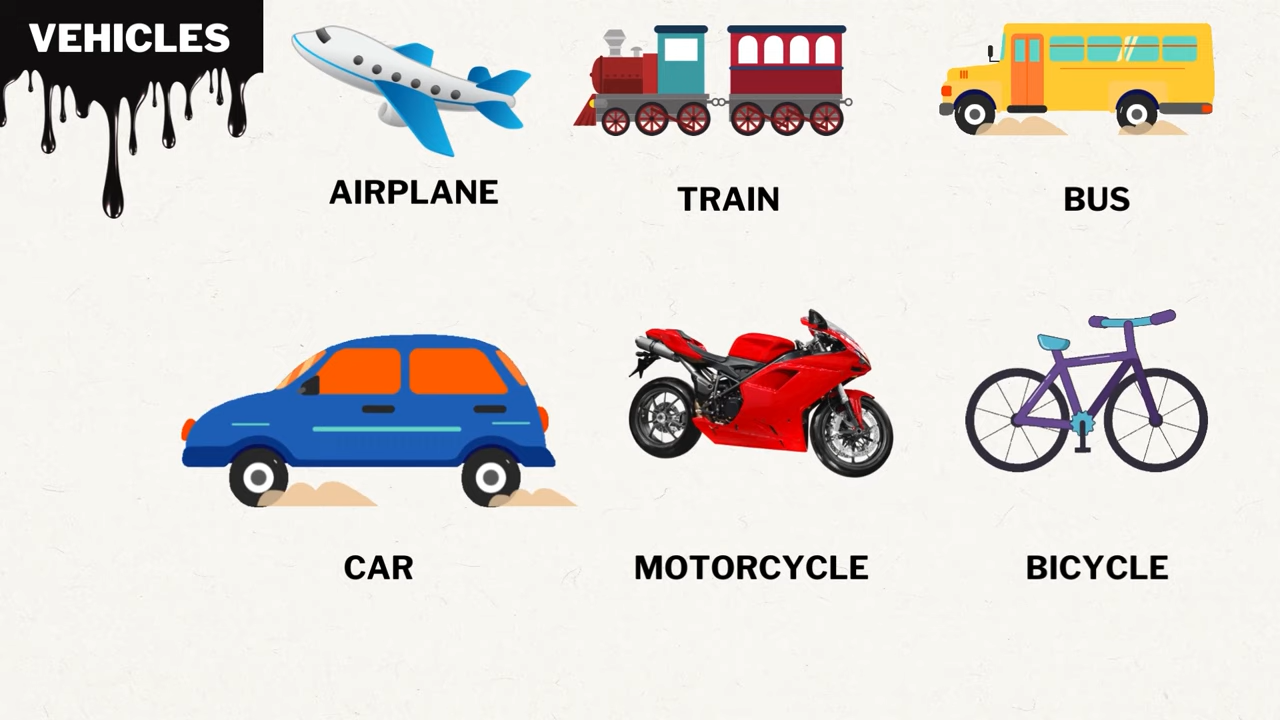 VEHICLES
AIRPLANE
TRAIN
BUS
CAR
MOTORCYCLE
BICYCLE